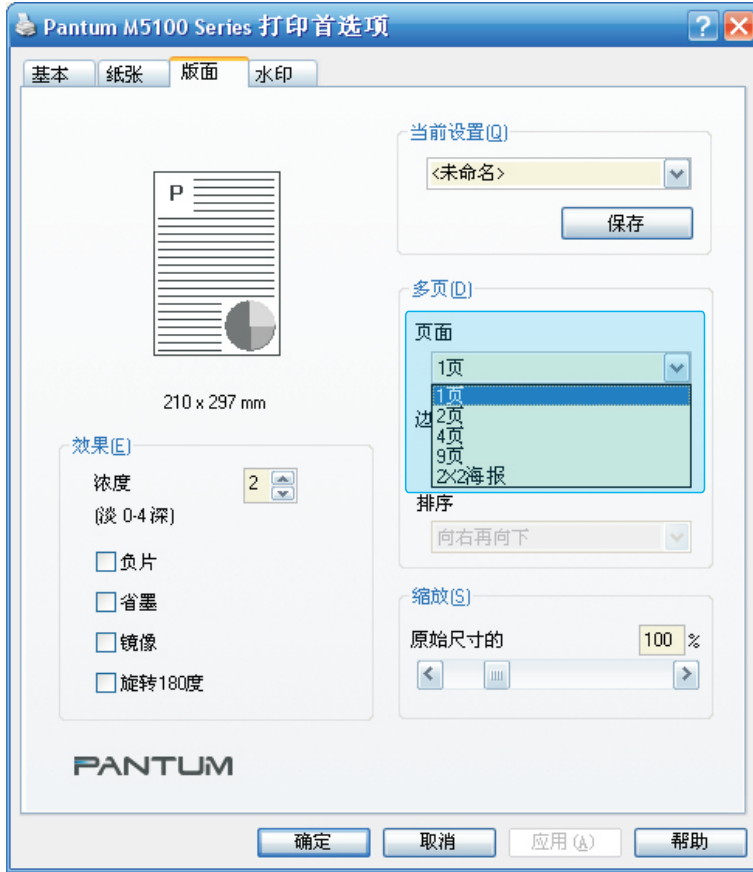 Pantum M5100 Series 打印首选项
基本 纸张 版面 水印
P
210 x 297 mm
效果(E)
浓度 2
(淡 0-4 深)
负片
省墨
镜像
旋转180度
当前设置(Q)
<未命名>
保存
多页(D)
页面
1页
1页
2页
边
4页
9页
2X2海报
排序
向右再向下
缩放(S)
原始尺寸的 100 %
PANTUM
确定 取消 应用(A) 帮助